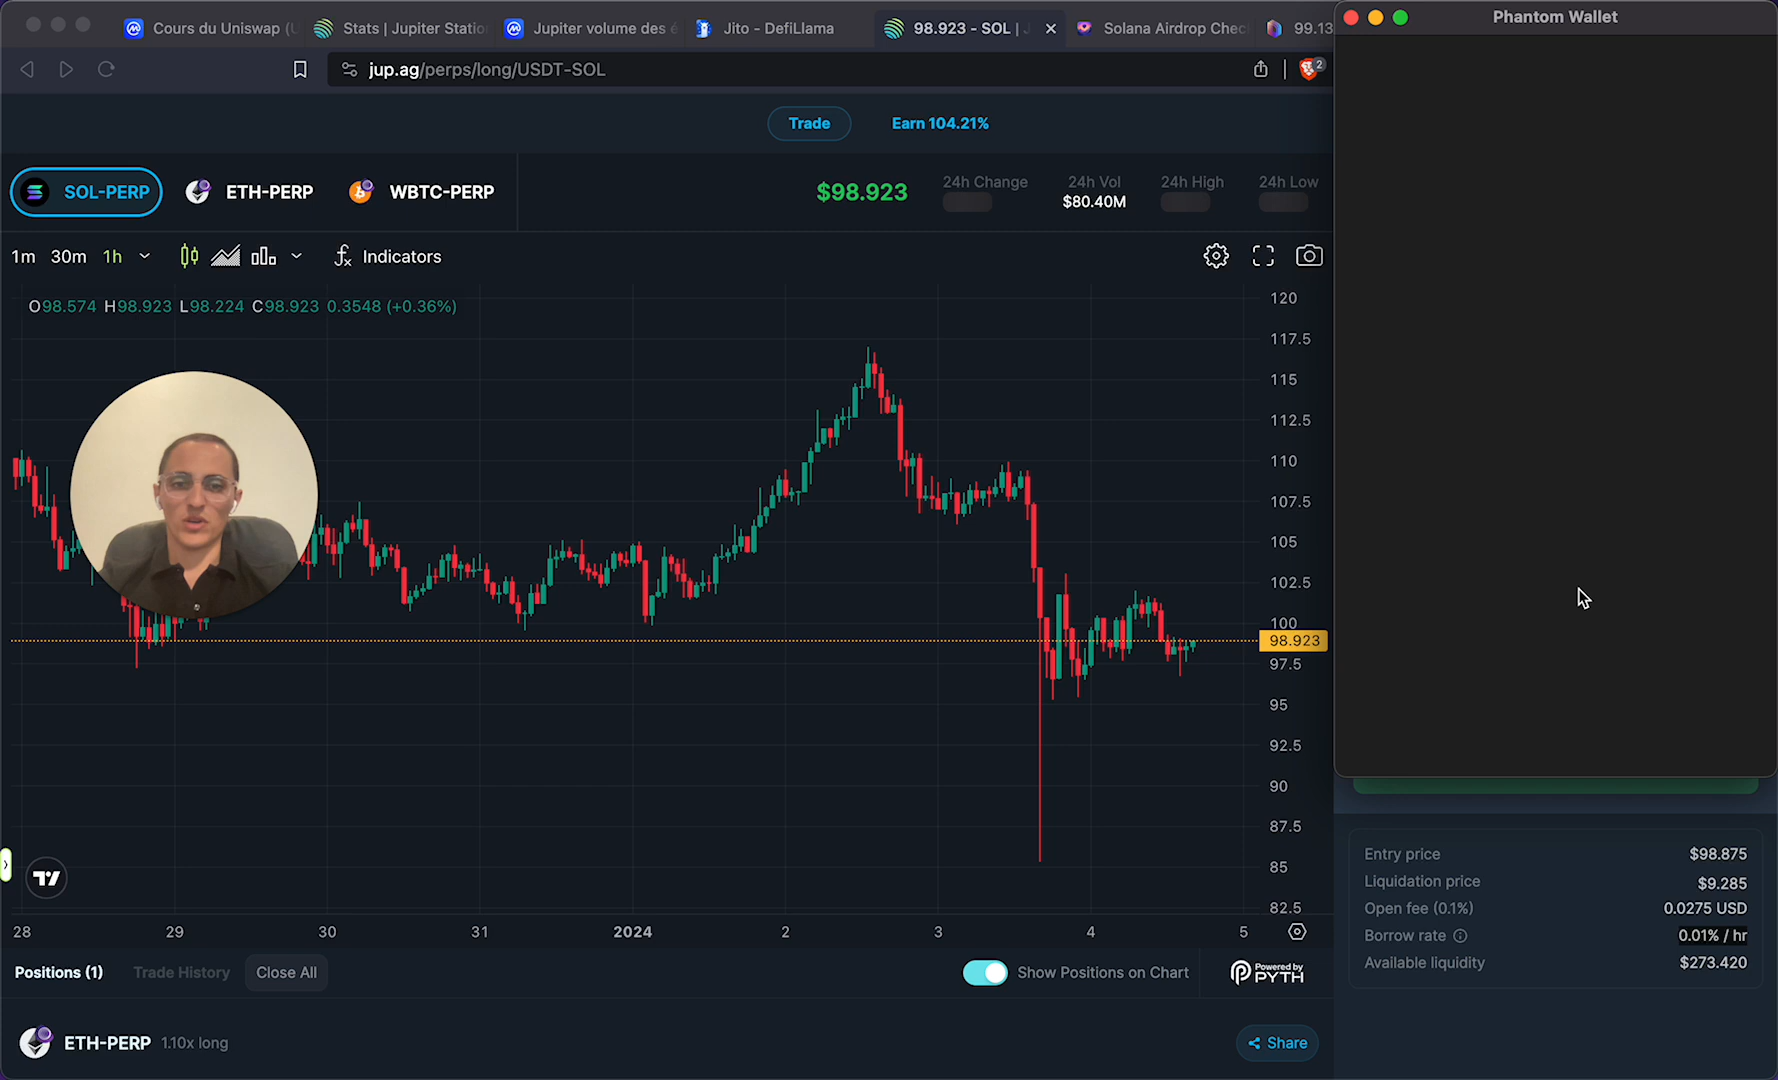 Cours du Uniswap (U
Stats | Jupiter Statio
Jupiter volume des é
Jito - DefiLlama
98.923 - SOL | J
Solana Airdrop Chec
99.13
Phantom Wallet
jup.ag/perps/long/USDT-SOL
2
Trade
Earn 104.21%
SOL-PERP
ETH-PERP
WBTC-PERP
$98.923
24h Change
24h Vol
$80.40M
24h High
24h Low
1m 30m 1h
Indicators
O98.574 H98.923 L98.224 C98.923 0.3548 (+0.36%)
120
117.5
115
112.5
110
107.5
105
102.5
100
98.923
97.5
95
92.5
90
87.5
85
82.5
28 29 30 31 2024 2 3 4 5
Positions (1)
Trade History
Close All
Show Positions on Chart
Powered by
PYTH
ETH-PERP 1.10x long
Share
Entry price $98.875
Liquidation price $9.285
Open fee (0.1%) 0.0275 USD
Borrow rate 0.01% / hr
Available liquidity $273.420